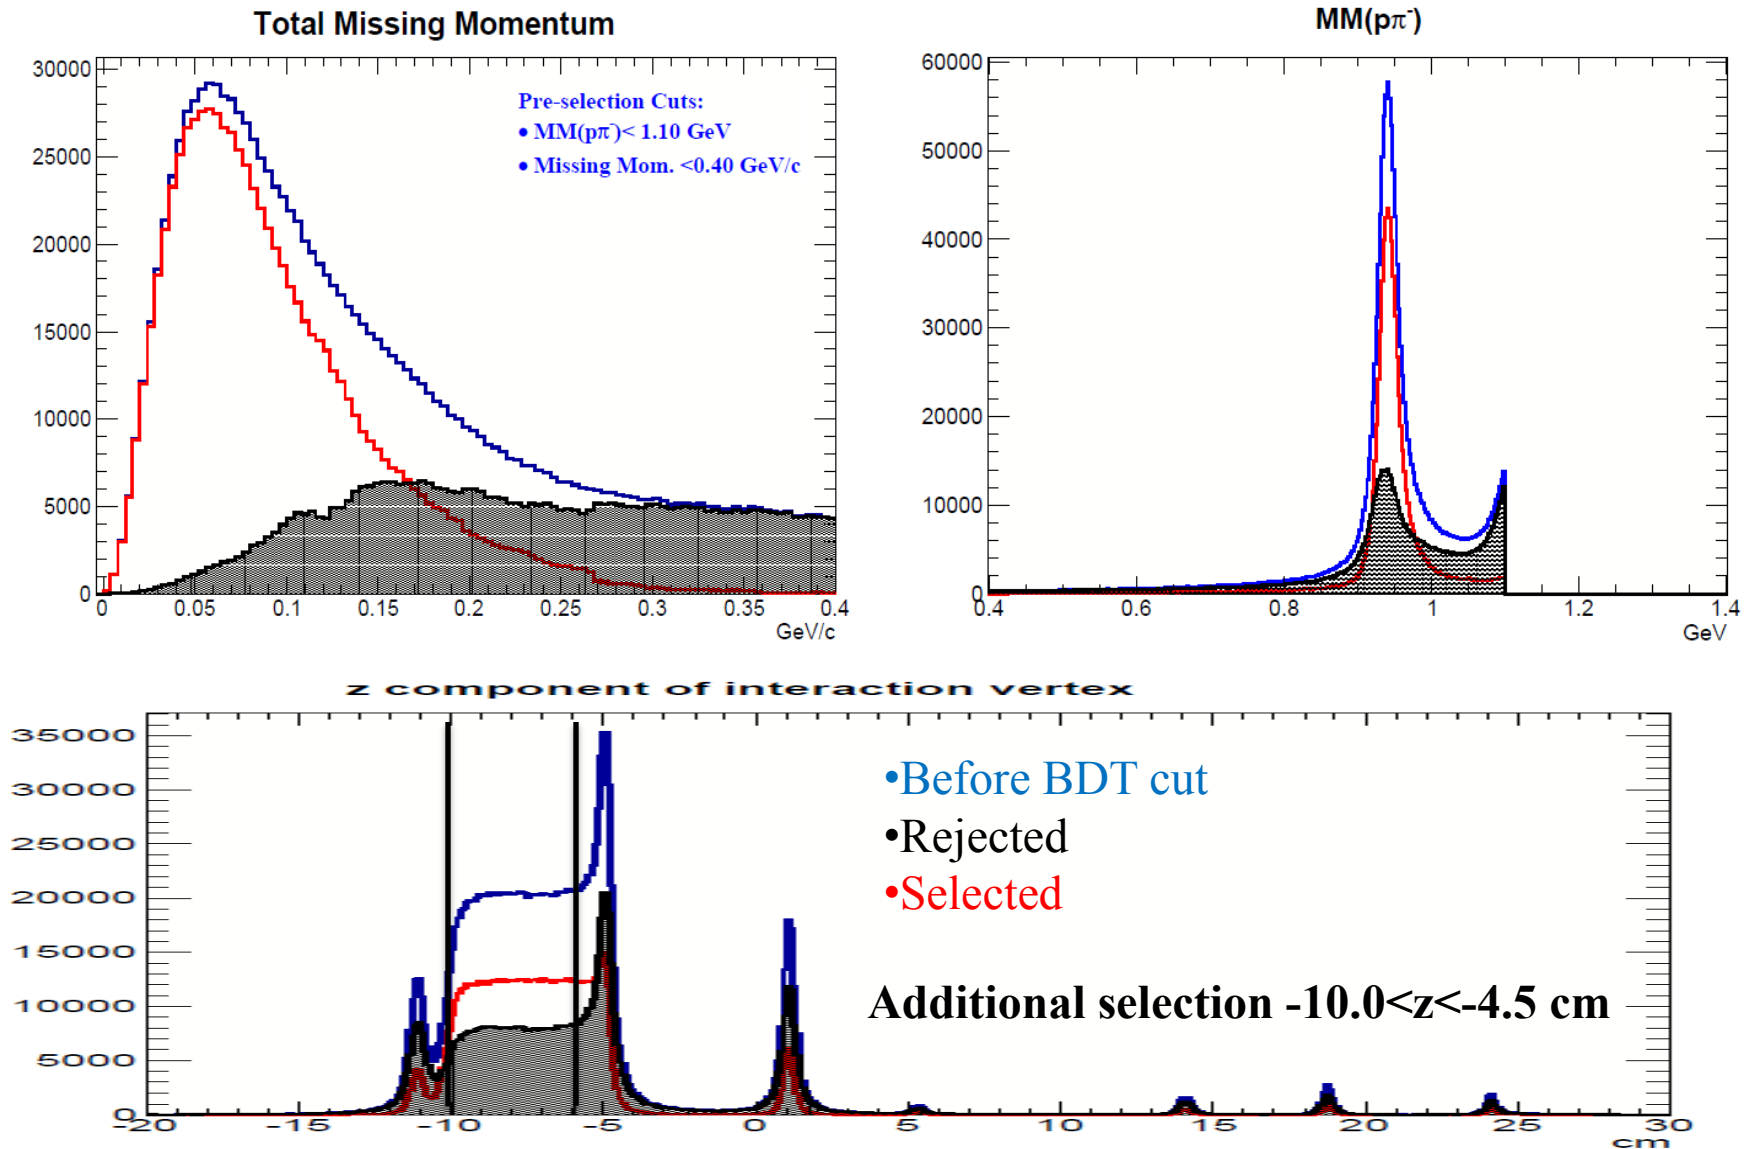 Total Missing Momentum
30000
25000
20000
15000
10000
5000
0
Pre-selection Cuts:
• MM(pπ⁻)< 1.10 GeV
• Missing Mom. <0.40 GeV/c
0 0.05 0.1 0.15 0.2 0.25 0.3 0.35 0.4
GeV/c
MM(pπ⁻)
60000
50000
40000
30000
20000
10000
0
0.4 0.6 0.8 1 1.2 1.4
GeV
z component of interaction vertex
35000
30000
25000
20000
15000
10000
5000
0
•Before BDT cut
•Rejected
•Selected
Additional selection -10.0<z<-4.5 cm
-20 -15 -10 -5 0 5 10 15 20 25 30
cm